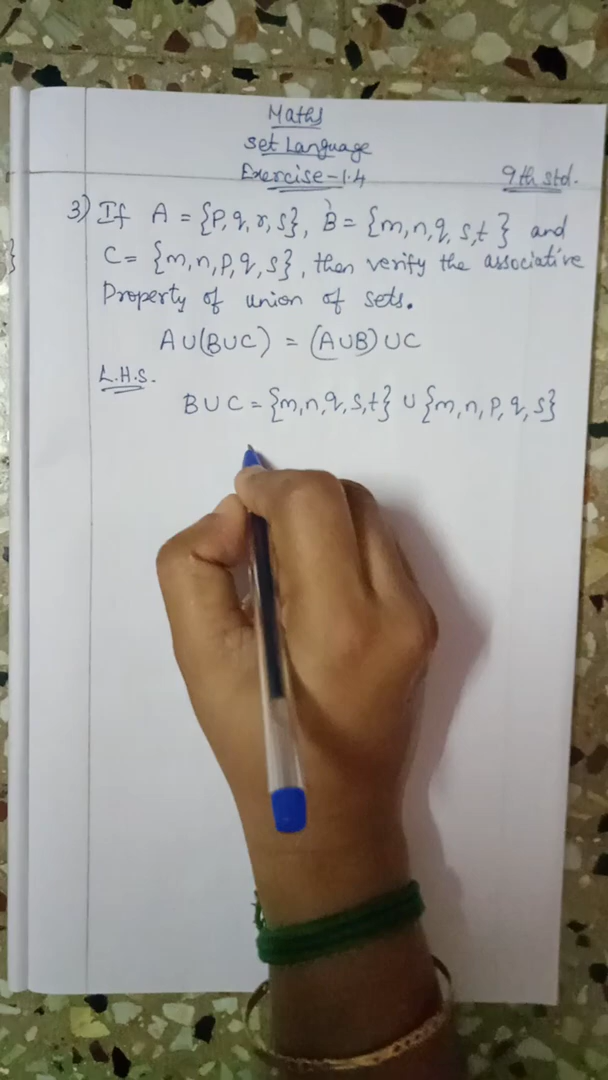 Maths
Set Language
Exercise-1.4
9th std.
3) If A = {p,q,r,s}, B = {m,n,q,s,t} and
C = {m,n,p,q,s}, then verify the associative
Property of union of sets.
A∪(B∪C) = (A∪B)∪C
L.H.S.
B∪C = {m,n,q,s,t} ∪ {m,n,p,q,s}